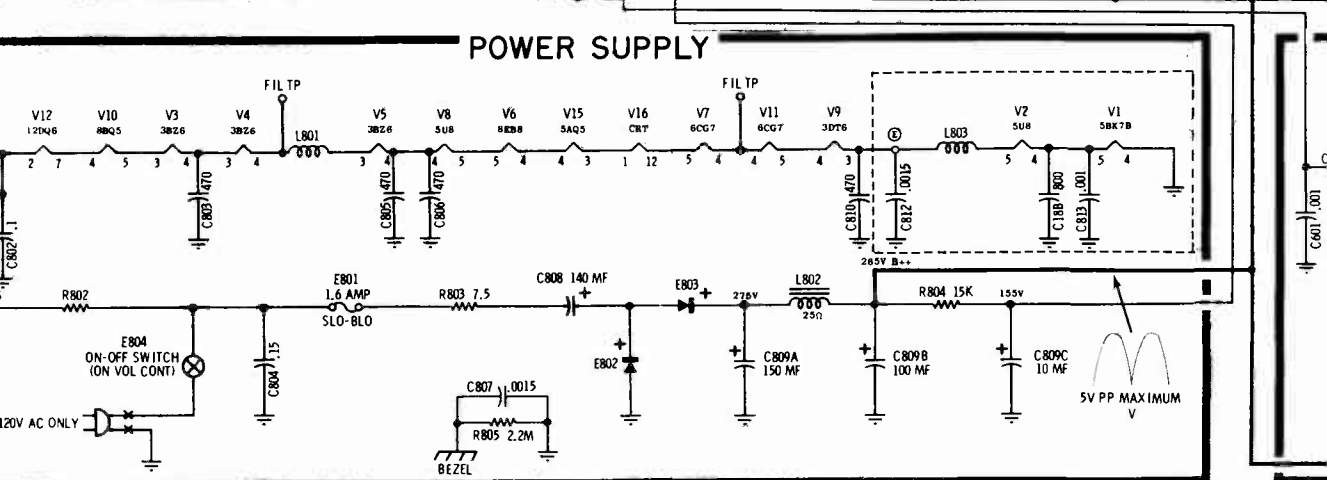 POWER SUPPLY
FIL TP
FIL TP
V12
12DQ6
V10
8BQ5
V3
3BZ6
V4
3BZ6
L801
V5
3BZ6
V8
5U8
V6
8EB8
V15
5AQ5
V16
CRT
V7
6CG7
V11
6CG7
V9
3DT6
E
L803
V2
5U8
V1
5BK7B
2 7
4 5
3 4
3 4
3 4
4 5
5 4
4 3
1 12
5 4
4 5
4 3
5 4
5 4
C802 .1
C803 470
C805 470
C806 470
C810 470
C812 .0015
C18B 800
C813 .001
C601 .001
265V B++
R802
E801
1.6 AMP
SLO-BLO
R803 7.5
C808 140 MF
+
E803
+
275V
L802
25Ω
R804 15K
155V
E804
ON-OFF SWITCH
(ON VOL CONT)
C804 .15
E802
+
+
C809A
150 MF
+
C809B
100 MF
+
C809C
10 MF
5V PP MAXIMUM
V
120V AC ONLY
C807 .0015
R805 2.2M
BEZEL